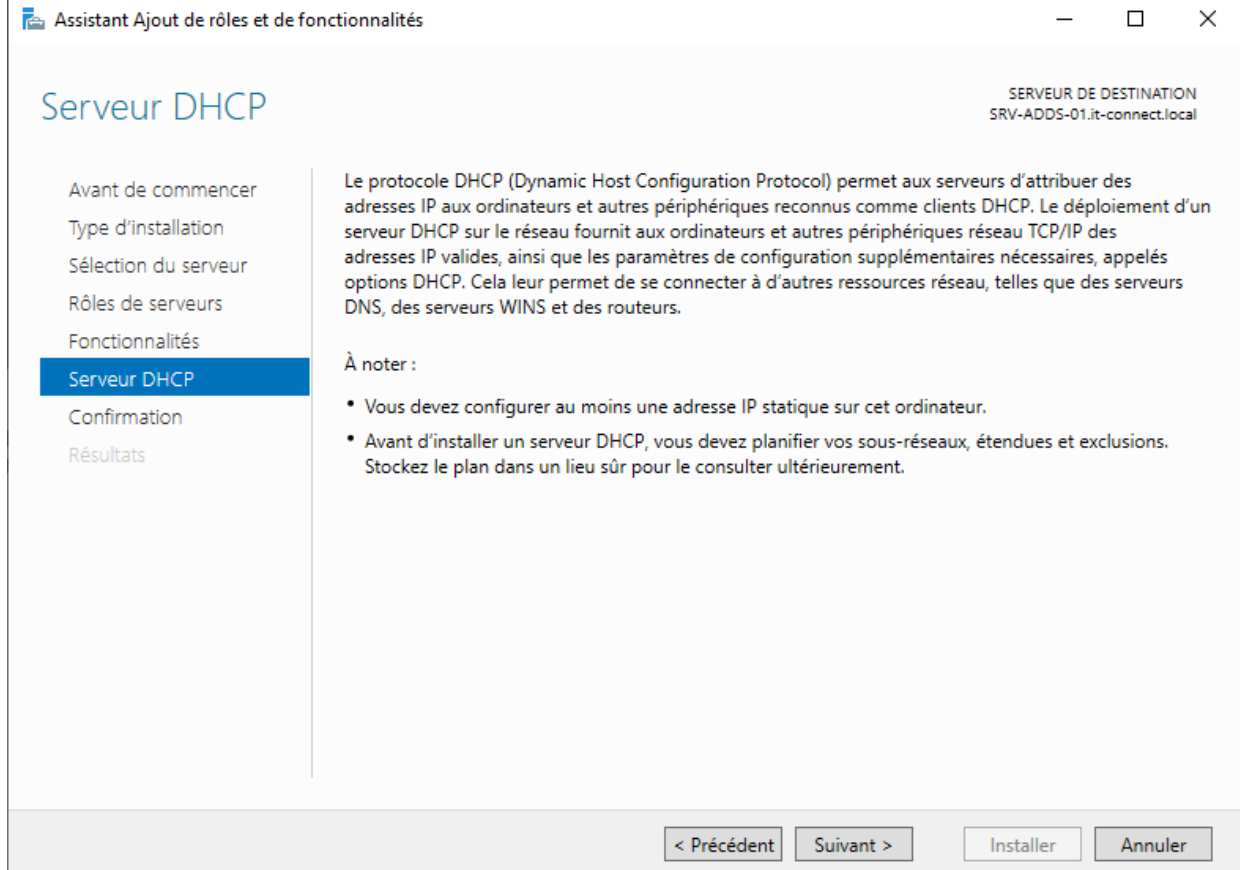 Assistant Ajout de rôles et de fonctionnalités
Serveur DHCP
SERVEUR DE DESTINATION
SRV-ADDS-01.it-connect.local
Avant de commencer
Type d’installation
Sélection du serveur
Rôles de serveurs
Fonctionnalités
Serveur DHCP
Confirmation
Résultats
Le protocole DHCP (Dynamic Host Configuration Protocol) permet aux serveurs d’attribuer des
adresses IP aux ordinateurs et autres périphériques reconnus comme clients DHCP. Le déploiement d’un
serveur DHCP sur le réseau fournit aux ordinateurs et autres périphériques réseau TCP/IP des
adresses IP valides, ainsi que les paramètres de configuration supplémentaires nécessaires, appelés
options DHCP. Cela leur permet de se connecter à d’autres ressources réseau, telles que des serveurs
DNS, des serveurs WINS et des routeurs.
À noter :
• Vous devez configurer au moins une adresse IP statique sur cet ordinateur.
• Avant d’installer un serveur DHCP, vous devez planifier vos sous-réseaux, étendues et exclusions.
Stockez le plan dans un lieu sûr pour le consulter ultérieurement.
< Précédent
Suivant >
Installer
Annuler